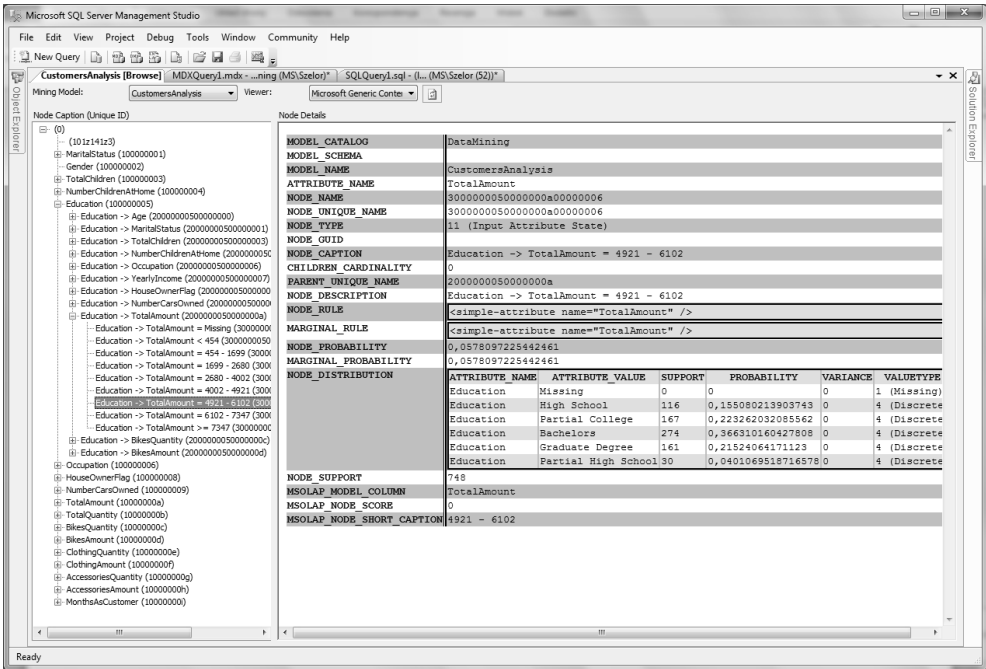 Microsoft SQL Server Management Studio
File Edit View Project Debug Tools Window Community Help
New Query
CustomersAnalysis [Browse] MDXQuery1.mdx - ...ning (MS\Szelor)* SQLQuery1.sql - (l... (MS\Szelor (52))*
Mining Model: CustomersAnalysis Viewer: Microsoft Generic Conter
Object Explorer
Solution Explorer
Node Caption (Unique ID)
(0)
(101z141z3)
MaritalStatus (100000001)
Gender (100000002)
TotalChildren (100000003)
NumberChildrenAtHome (100000004)
Education (100000005)
Education -> Age (20000000500000000)
Education -> MaritalStatus (20000000500000001)
Education -> TotalChildren (20000000500000003)
Education -> NumberChildrenAtHome (2000000050
Education -> Occupation (20000000500000006)
Education -> YearlyIncome (20000000500000007)
Education -> HouseOwnerFlag (2000000050000000
Education -> NumberCarsOwned (2000000050000
Education -> TotalAmount (2000000050000000a)
Education -> TotalAmount = Missing (30000000
Education -> TotalAmount < 454 (3000000050
Education -> TotalAmount = 454 - 1699 (3000
Education -> TotalAmount = 1699 - 2680 (300
Education -> TotalAmount = 2680 - 4002 (300
Education -> TotalAmount = 4002 - 4921 (300
Education -> TotalAmount = 4921 - 6102 (300
Education -> TotalAmount = 6102 - 7347 (300
Education -> TotalAmount >= 7347 (30000000
Education -> BikesQuantity (2000000050000000c)
Education -> BikesAmount (2000000050000000d)
Occupation (100000006)
HouseOwnerFlag (100000008)
NumberCarsOwned (100000009)
TotalAmount (10000000a)
TotalQuantity (10000000b)
BikesQuantity (10000000c)
BikesAmount (10000000d)
ClothingQuantity (10000000e)
ClothingAmount (10000000f)
AccessoriesQuantity (10000000g)
AccessoriesAmount (10000000h)
MonthsAsCustomer (10000000i)
Node Details
MODEL_CATALOG DataMining
MODEL_SCHEMA
MODEL_NAME CustomersAnalysis
ATTRIBUTE_NAME TotalAmount
NODE_NAME 3000000050000000a00000006
NODE_UNIQUE_NAME 3000000050000000a00000006
NODE_TYPE 11 (Input Attribute State)
NODE_GUID
NODE_CAPTION Education -> TotalAmount = 4921 - 6102
CHILDREN_CARDINALITY 0
PARENT_UNIQUE_NAME 2000000050000000a
NODE_DESCRIPTION Education -> TotalAmount = 4921 - 6102
NODE_RULE <simple-attribute name="TotalAmount" />
MARGINAL_RULE <simple-attribute name="TotalAmount" />
NODE_PROBABILITY 0,0578097225442461
MARGINAL_PROBABILITY 0,0578097225442461
NODE_DISTRIBUTION ATTRIBUTE_NAME ATTRIBUTE_VALUE SUPPORT PROBABILITY VARIANCE VALUETYPE
Education Missing 0 0 0 1 (Missing)
Education High School 116 0,155080213903743 0 4 (Discrete
Education Partial College 167 0,223262032085562 0 4 (Discrete
Education Bachelors 274 0,366310160427808 0 4 (Discrete
Education Graduate Degree 161 0,21524064171123 0 4 (Discrete
Education Partial High School 30 0,0401069518716578 0 4 (Discrete
NODE_SUPPORT 748
MSOLAP_MODEL_COLUMN TotalAmount
MSOLAP_NODE_SCORE 0
MSOLAP_NODE_SHORT_CAPTION 4921 - 6102
Ready